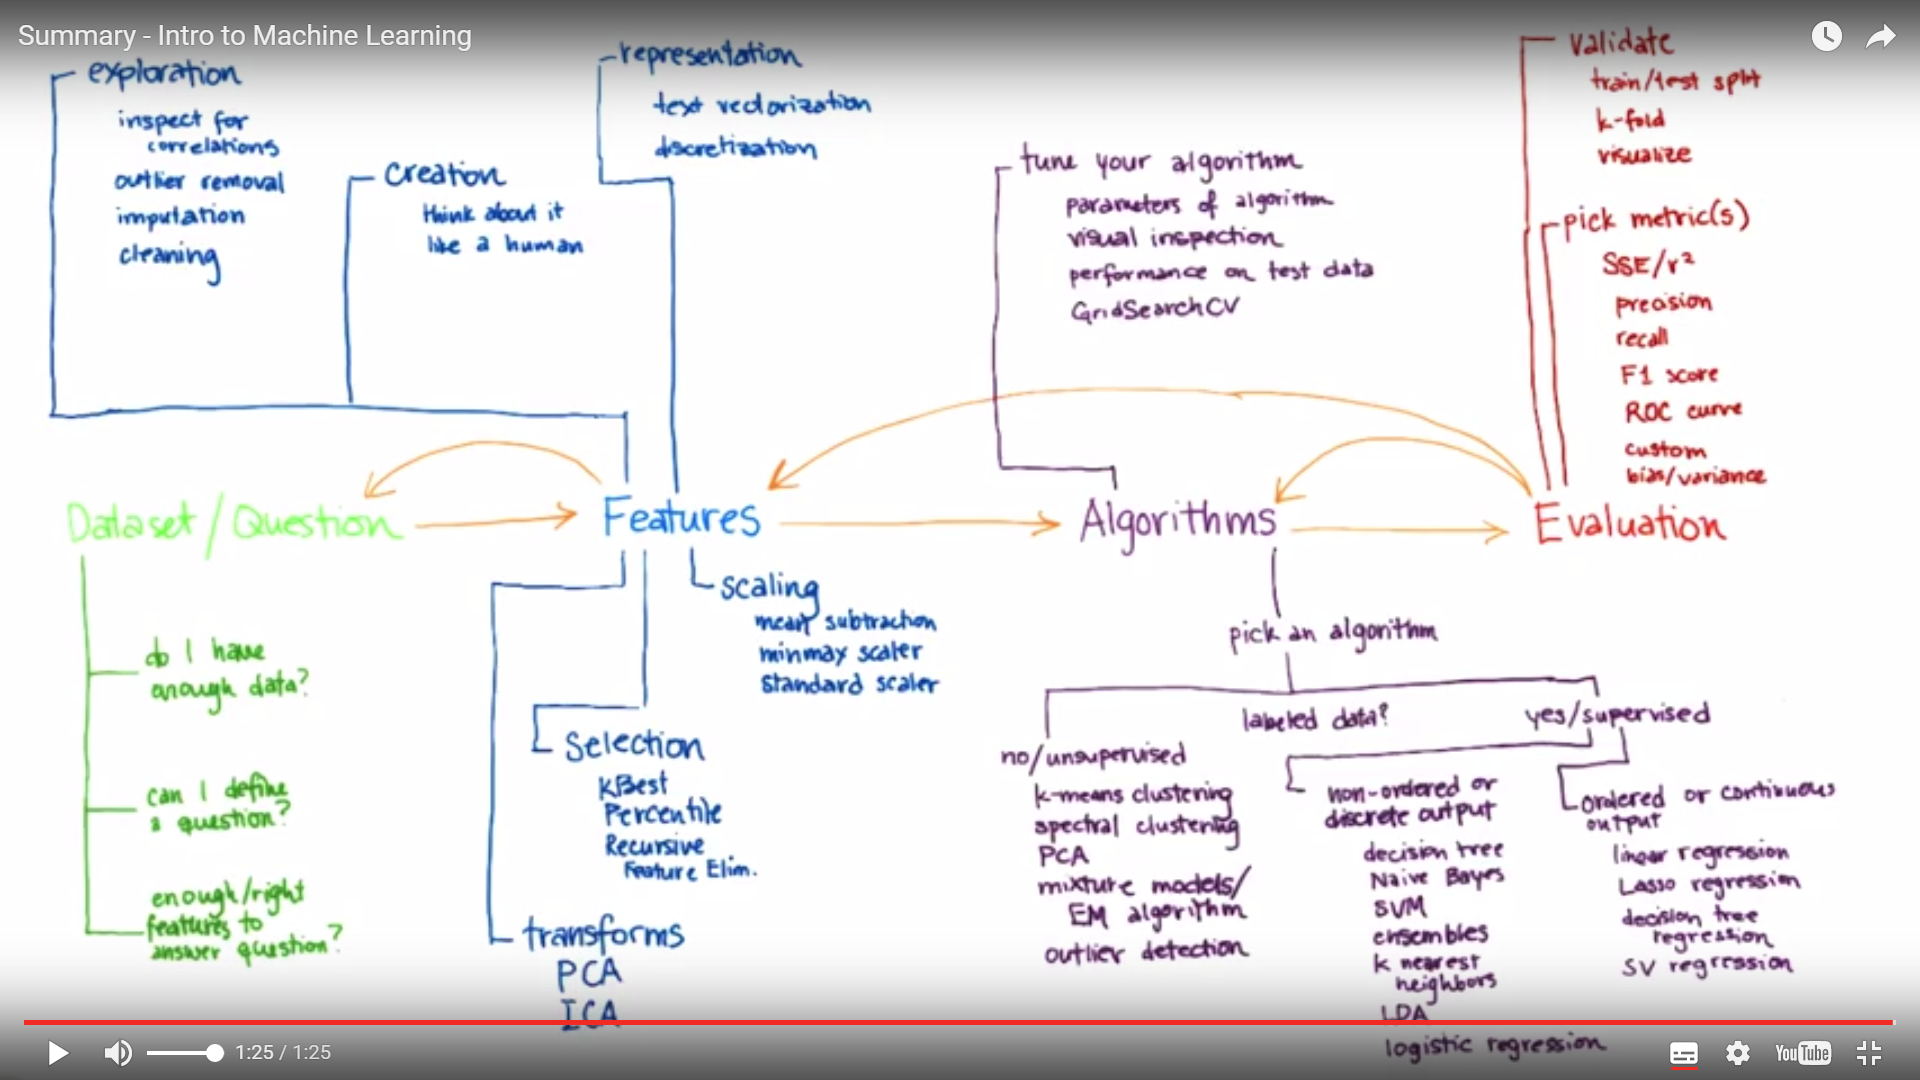 Summary - Intro to Machine Learning
exploration
inspect for
correlations
outlier removal
imputation
cleaning
creation
think about it
like a human
representation
text vectorization
discretization
tune your algorithm
parameters of algorithm
visual inspection
performance on test data
GridSearchCV
validate
train/test split
k-fold
visualize
pick metric(s)
SSE/r²
precision
recall
F1 score
ROC curve
custom
bias/variance
Dataset/Question
Features
Algorithms
Evaluation
do I have
enough data?
can I define
a question?
enough/right
features to
answer question?
scaling
mean subtraction
minmax scaler
standard scaler
Selection
KBest
Percentile
Recursive
Feature Elim.
transforms
PCA
ICA
pick an algorithm
labeled data?
no/unsupervised
k-means clustering
spectral clustering
PCA
mixture models/
EM algorithm
outlier detection
yes/supervised
non-ordered or
discrete output
decision tree
Naive Bayes
SVM
ensembles
k nearest
neighbors
LDA
logistic regression
ordered or continuous
output
linear regression
Lasso regression
decision tree
regression
SV regression
1:25 / 1:25
YouTube